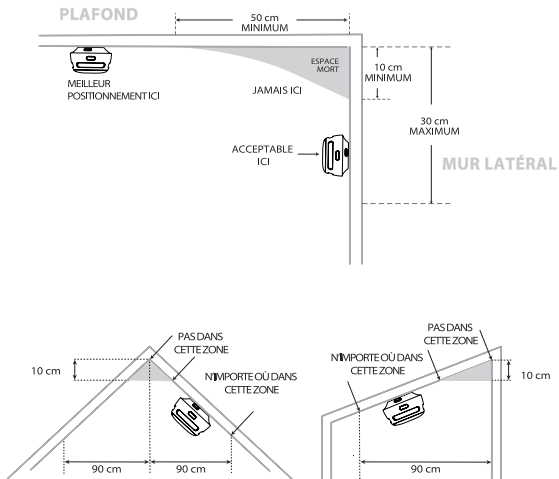 PLAFOND
50 cm
MINIMUM
ESPACE
MORT
10 cm
MINIMUM
MEILLEUR
POSITIONNEMENT ICI
JAMAIS ICI
30 cm
MAXIMUM
ACCEPTABLE
ICI
MUR LATÉRAL
PAS DANS
CETTE ZONE
10 cm
N'IMPORTE OÙ DANS
CETTE ZONE
90 cm
90 cm
PAS DANS
CETTE ZONE
N'IMPORTE OÙ DANS
CETTE ZONE
10 cm
90 cm